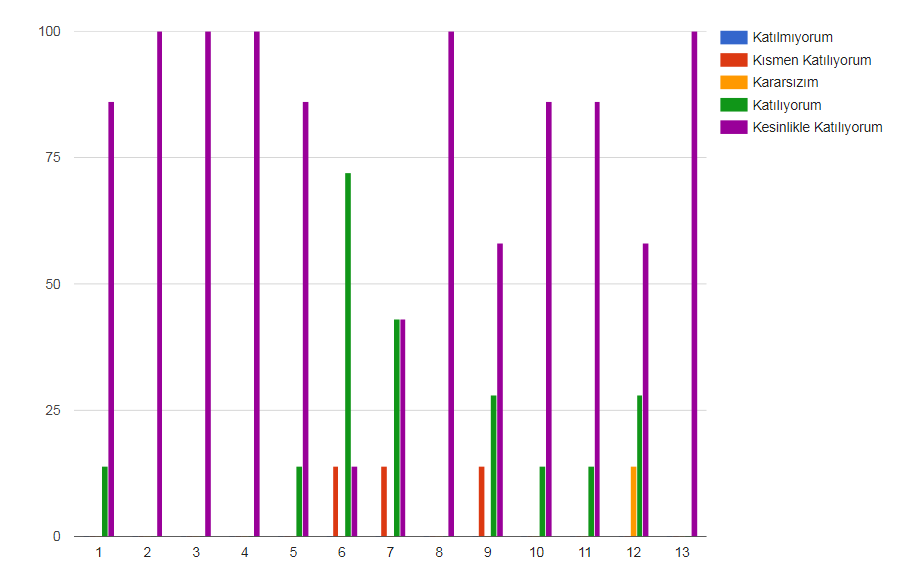 100
75
50
25
0
1 2 3 4 5 6 7 8 9 10 11 12 13
Katılmıyorum
Kısmen Katılıyorum
Kararsızım
Katılıyorum
Kesinlikle Katılıyorum